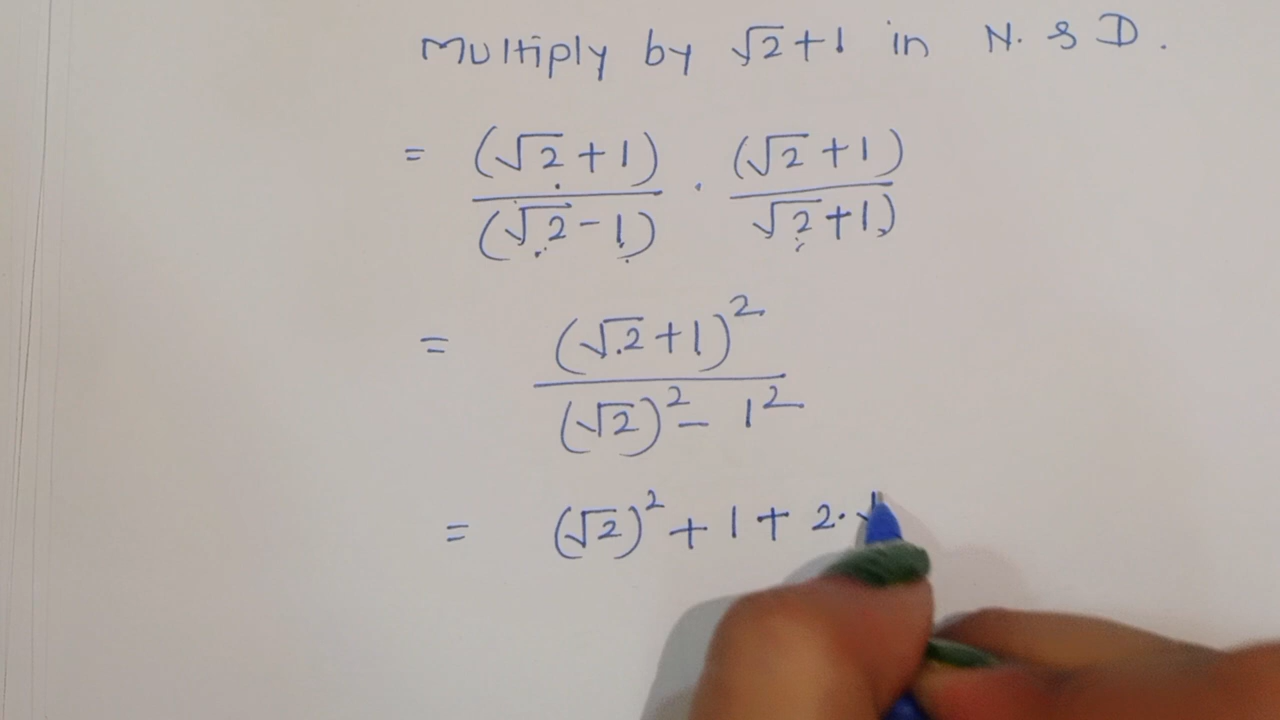 Multiply by √2+1 in N. & D.
= (√2+1)/(√2-1) . (√2+1)/√2+1)
= (√2+1)²/(√2)²-1²
= (√2)²+1+2.√